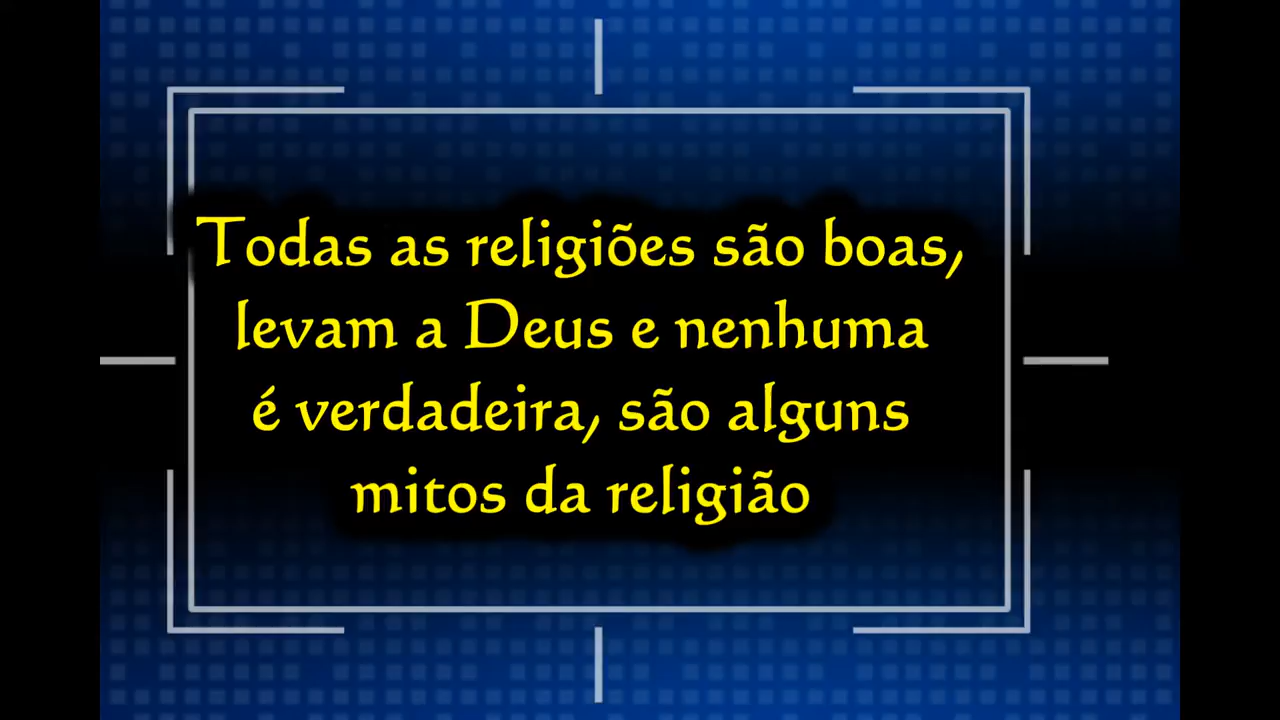 Todas as religiões são boas,
levam a Deus e nenhuma
é verdadeira, são alguns
mitos da religião